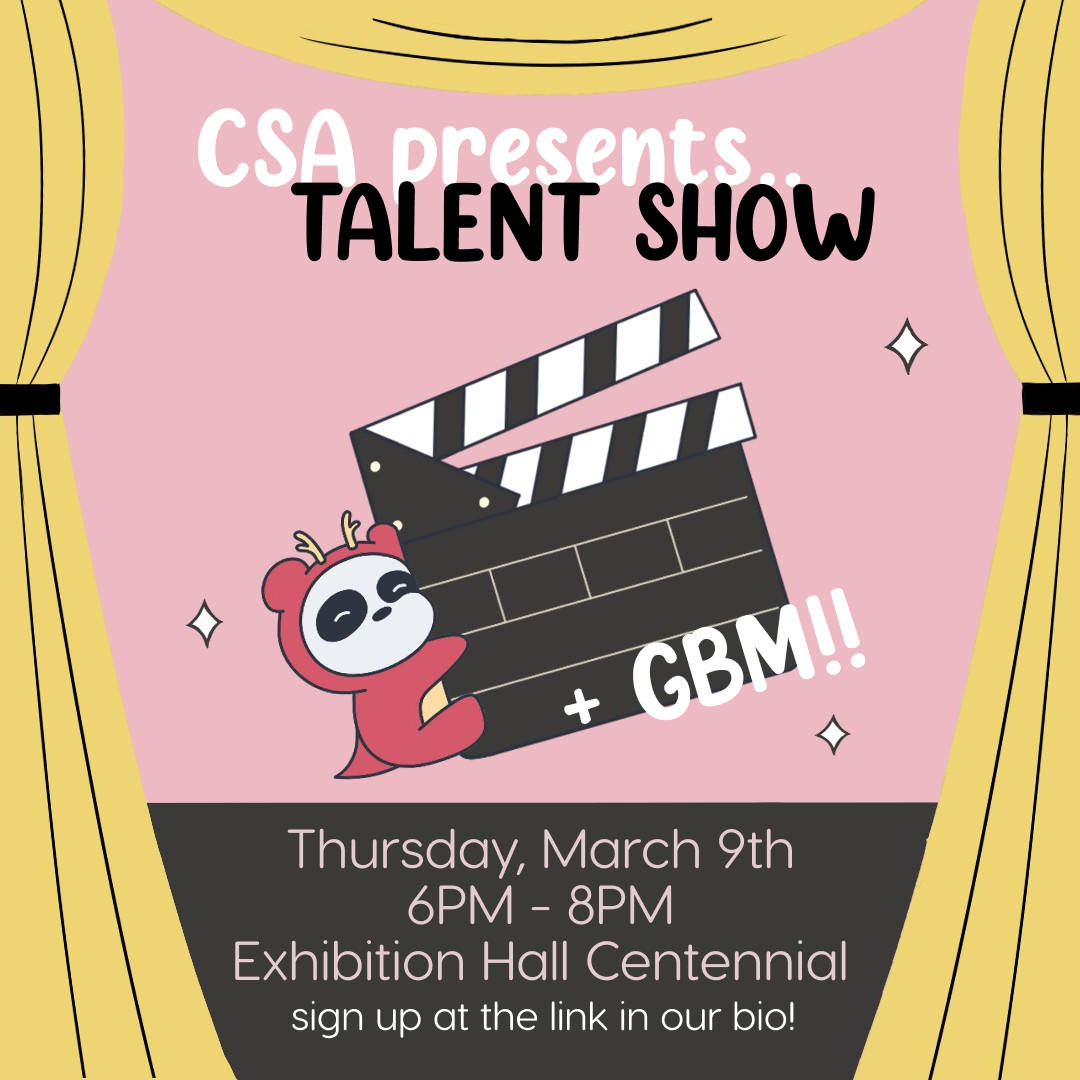 CSA presents..
TALENT SHOW
+ GBM!!
Thursday, March 9th
6PM - 8PM
Exhibition Hall Centennial
sign up at the link in our bio!